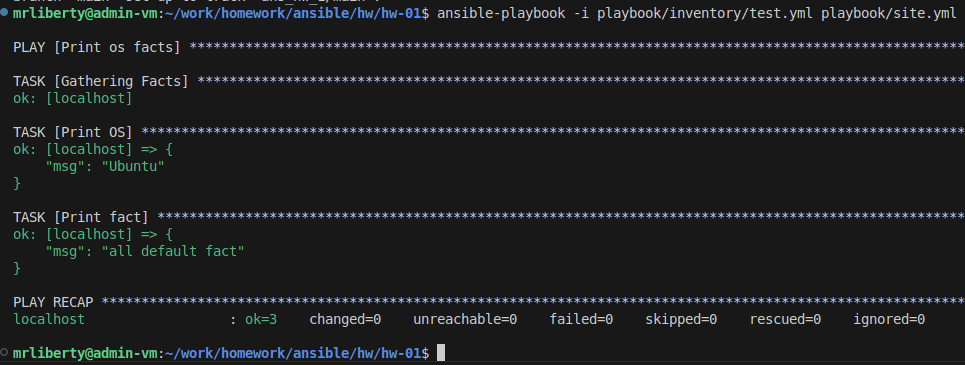 mrliberty@admin-vm:~/work/homework/ansible/hw/hw-01$ ansible-playbook -i playbook/inventory/test.yml playbook/site.yml
PLAY [Print os facts] *************************************************************************************************
TASK [Gathering Facts] ************************************************************************************************
ok: [localhost]
TASK [Print OS] *******************************************************************************************************
ok: [localhost] => {
    "msg": "Ubuntu"
}
TASK [Print fact] *****************************************************************************************************
ok: [localhost] => {
    "msg": "all default fact"
}
PLAY RECAP ************************************************************************************************************
localhost                  : ok=3    changed=0    unreachable=0    failed=0    skipped=0    rescued=0    ignored=0
mrliberty@admin-vm:~/work/homework/ansible/hw/hw-01$